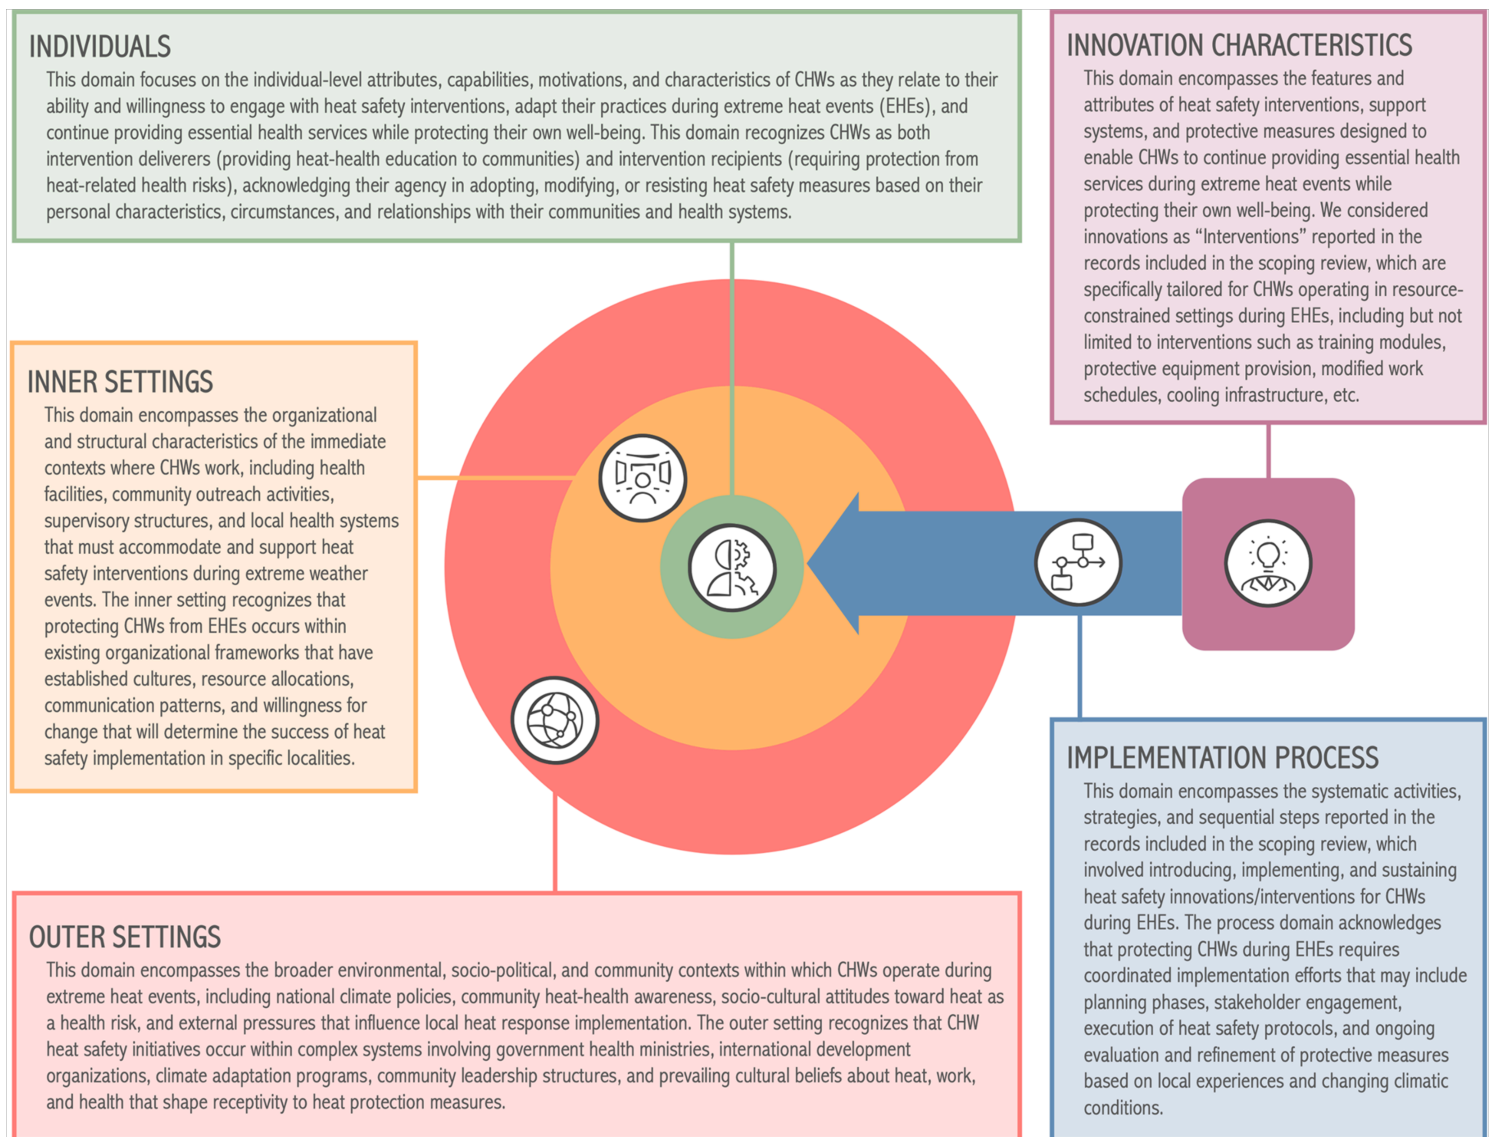 INDIVIDUALS
This domain focuses on the individual-level attributes, capabilities, motivations, and characteristics of CHWs as they relate to their
ability and willingness to engage with heat safety interventions, adapt their practices during extreme heat events (EHEs), and
continue providing essential health services while protecting their own well-being. This domain recognizes CHWs as both
intervention deliverers (providing heat-health education to communities) and intervention recipients (requiring protection from
heat-related health risks), acknowledging their agency in adopting, modifying, or resisting heat safety measures based on their
personal characteristics, circumstances, and relationships with their communities and health systems.
INNOVATION CHARACTERISTICS
This domain encompasses the features and
attributes of heat safety interventions, support
systems, and protective measures designed to
enable CHWs to continue providing essential health
services during extreme heat events while
protecting their own well-being. We considered
innovations as “Interventions” reported in the
records included in the scoping review, which are
specifically tailored for CHWs operating in resource-
constrained settings during EHEs, including but not
limited to interventions such as training modules,
protective equipment provision, modified work
schedules, cooling infrastructure, etc.
INNER SETTINGS
This domain encompasses the organizational
and structural characteristics of the immediate
contexts where CHWs work, including health
facilities, community outreach activities,
supervisory structures, and local health systems
that must accommodate and support heat
safety interventions during extreme weather
events. The inner setting recognizes that
protecting CHWs from EHEs occurs within
existing organizational frameworks that have
established cultures, resource allocations,
communication patterns, and willingness for
change that will determine the success of heat
safety implementation in specific localities.
IMPLEMENTATION PROCESS
This domain encompasses the systematic activities,
strategies, and sequential steps reported in the
records included in the scoping review, which
involved introducing, implementing, and sustaining
heat safety innovations/interventions for CHWs
during EHEs. The process domain acknowledges
that protecting CHWs during EHEs requires
coordinated implementation efforts that may include
planning phases, stakeholder engagement,
execution of heat safety protocols, and ongoing
evaluation and refinement of protective measures
based on local experiences and changing climatic
conditions.
OUTER SETTINGS
This domain encompasses the broader environmental, socio-political, and community contexts within which CHWs operate during
extreme heat events, including national climate policies, community heat-health awareness, socio-cultural attitudes toward heat as
a health risk, and external pressures that influence local heat response implementation. The outer setting recognizes that CHW
heat safety initiatives occur within complex systems involving government health ministries, international development
organizations, climate adaptation programs, community leadership structures, and prevailing cultural beliefs about heat, work,
and health that shape receptivity to heat protection measures.